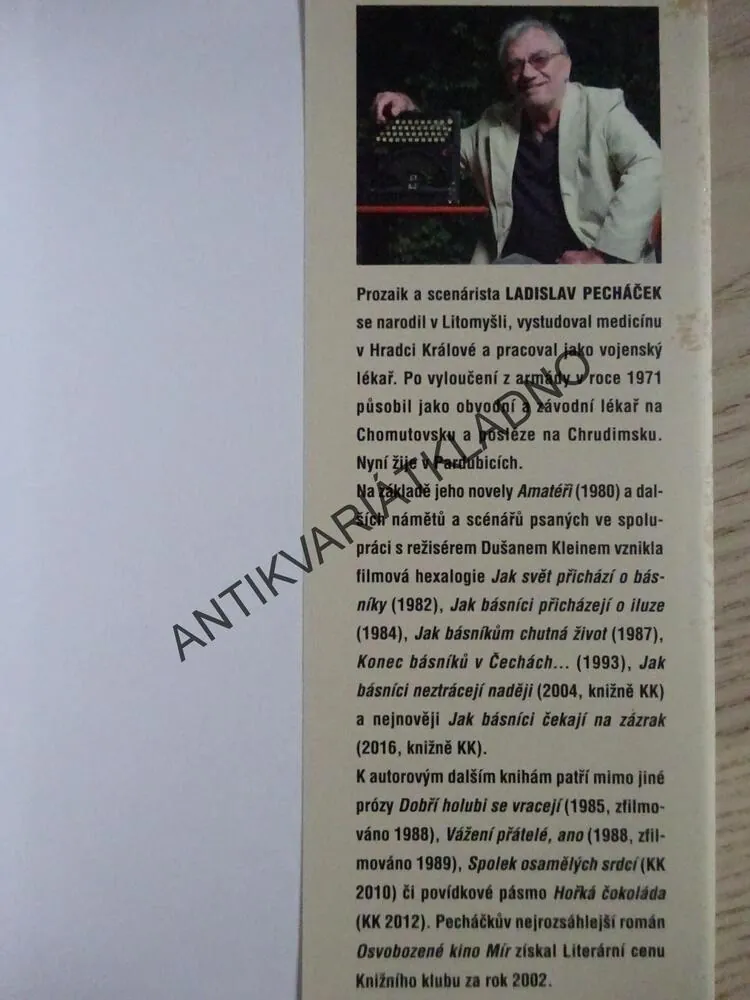 Prozaik a scenárista LADISLAV PECHÁČEK
se narodil v Litomyšli, vystudoval medicínu
v Hradci Králové a pracoval jako vojenský
lékař. Po vyloučení z armády v roce 1971
působil jako obvodní a závodní lékař na
Chomutovsku a posléze na Chrudimsku.
Nyní žije v Pardubicích.
Na základě jeho novely Amatéři (1980) a dal-
ších námětů a scénářů psaných ve spolu-
práci s režisérem Dušanem Kleinem vznikla
filmová hexalogie Jak svět přichází o bás-
níky (1982), Jak básníci přicházejí o iluze
(1984), Jak básníkům chutná život (1987),
Konec básníků v Čechách... (1993), Jak
básníci neztrácejí naději (2004, knižně KK)
a nejnověji Jak básníci čekají na zázrak
(2016, knižně KK).
K autorovým dalším knihám patří mimo jiné
prózy Dobří holubi se vracejí (1985, zfilmo-
váno 1988), Vážení přátelé, ano (1988, zfil-
mováno 1989), Spolek osamělých srdcí (KK
2010) či povídkové pásmo Hořká čokoláda
(KK 2012). Pecháčkův nejrozsáhlejší román
Osvobozené kino Mír získal Literární cenu
Knižního klubu za rok 2002.
ANTIKVARIÁT KLADNO